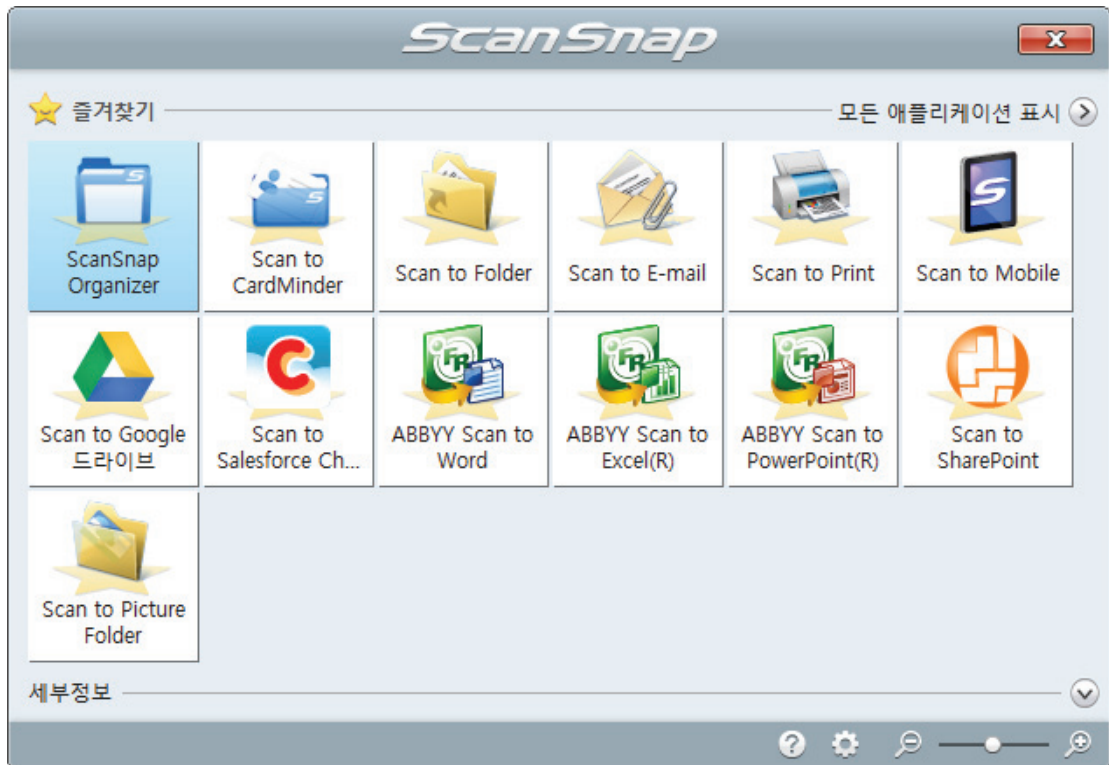 ScanSnap
즐겨찾기
모든 애플리케이션 표시
ScanSnap
Organizer
Scan to
CardMinder
Scan to Folder
Scan to E-mail
Scan to Print
Scan to Mobile
Scan to Google
드라이브
Scan to
Salesforce Ch...
ABBYY Scan to
Word
ABBYY Scan to
Excel(R)
ABBYY Scan to
PowerPoint(R)
Scan to
SharePoint
Scan to Picture
Folder
세부정보